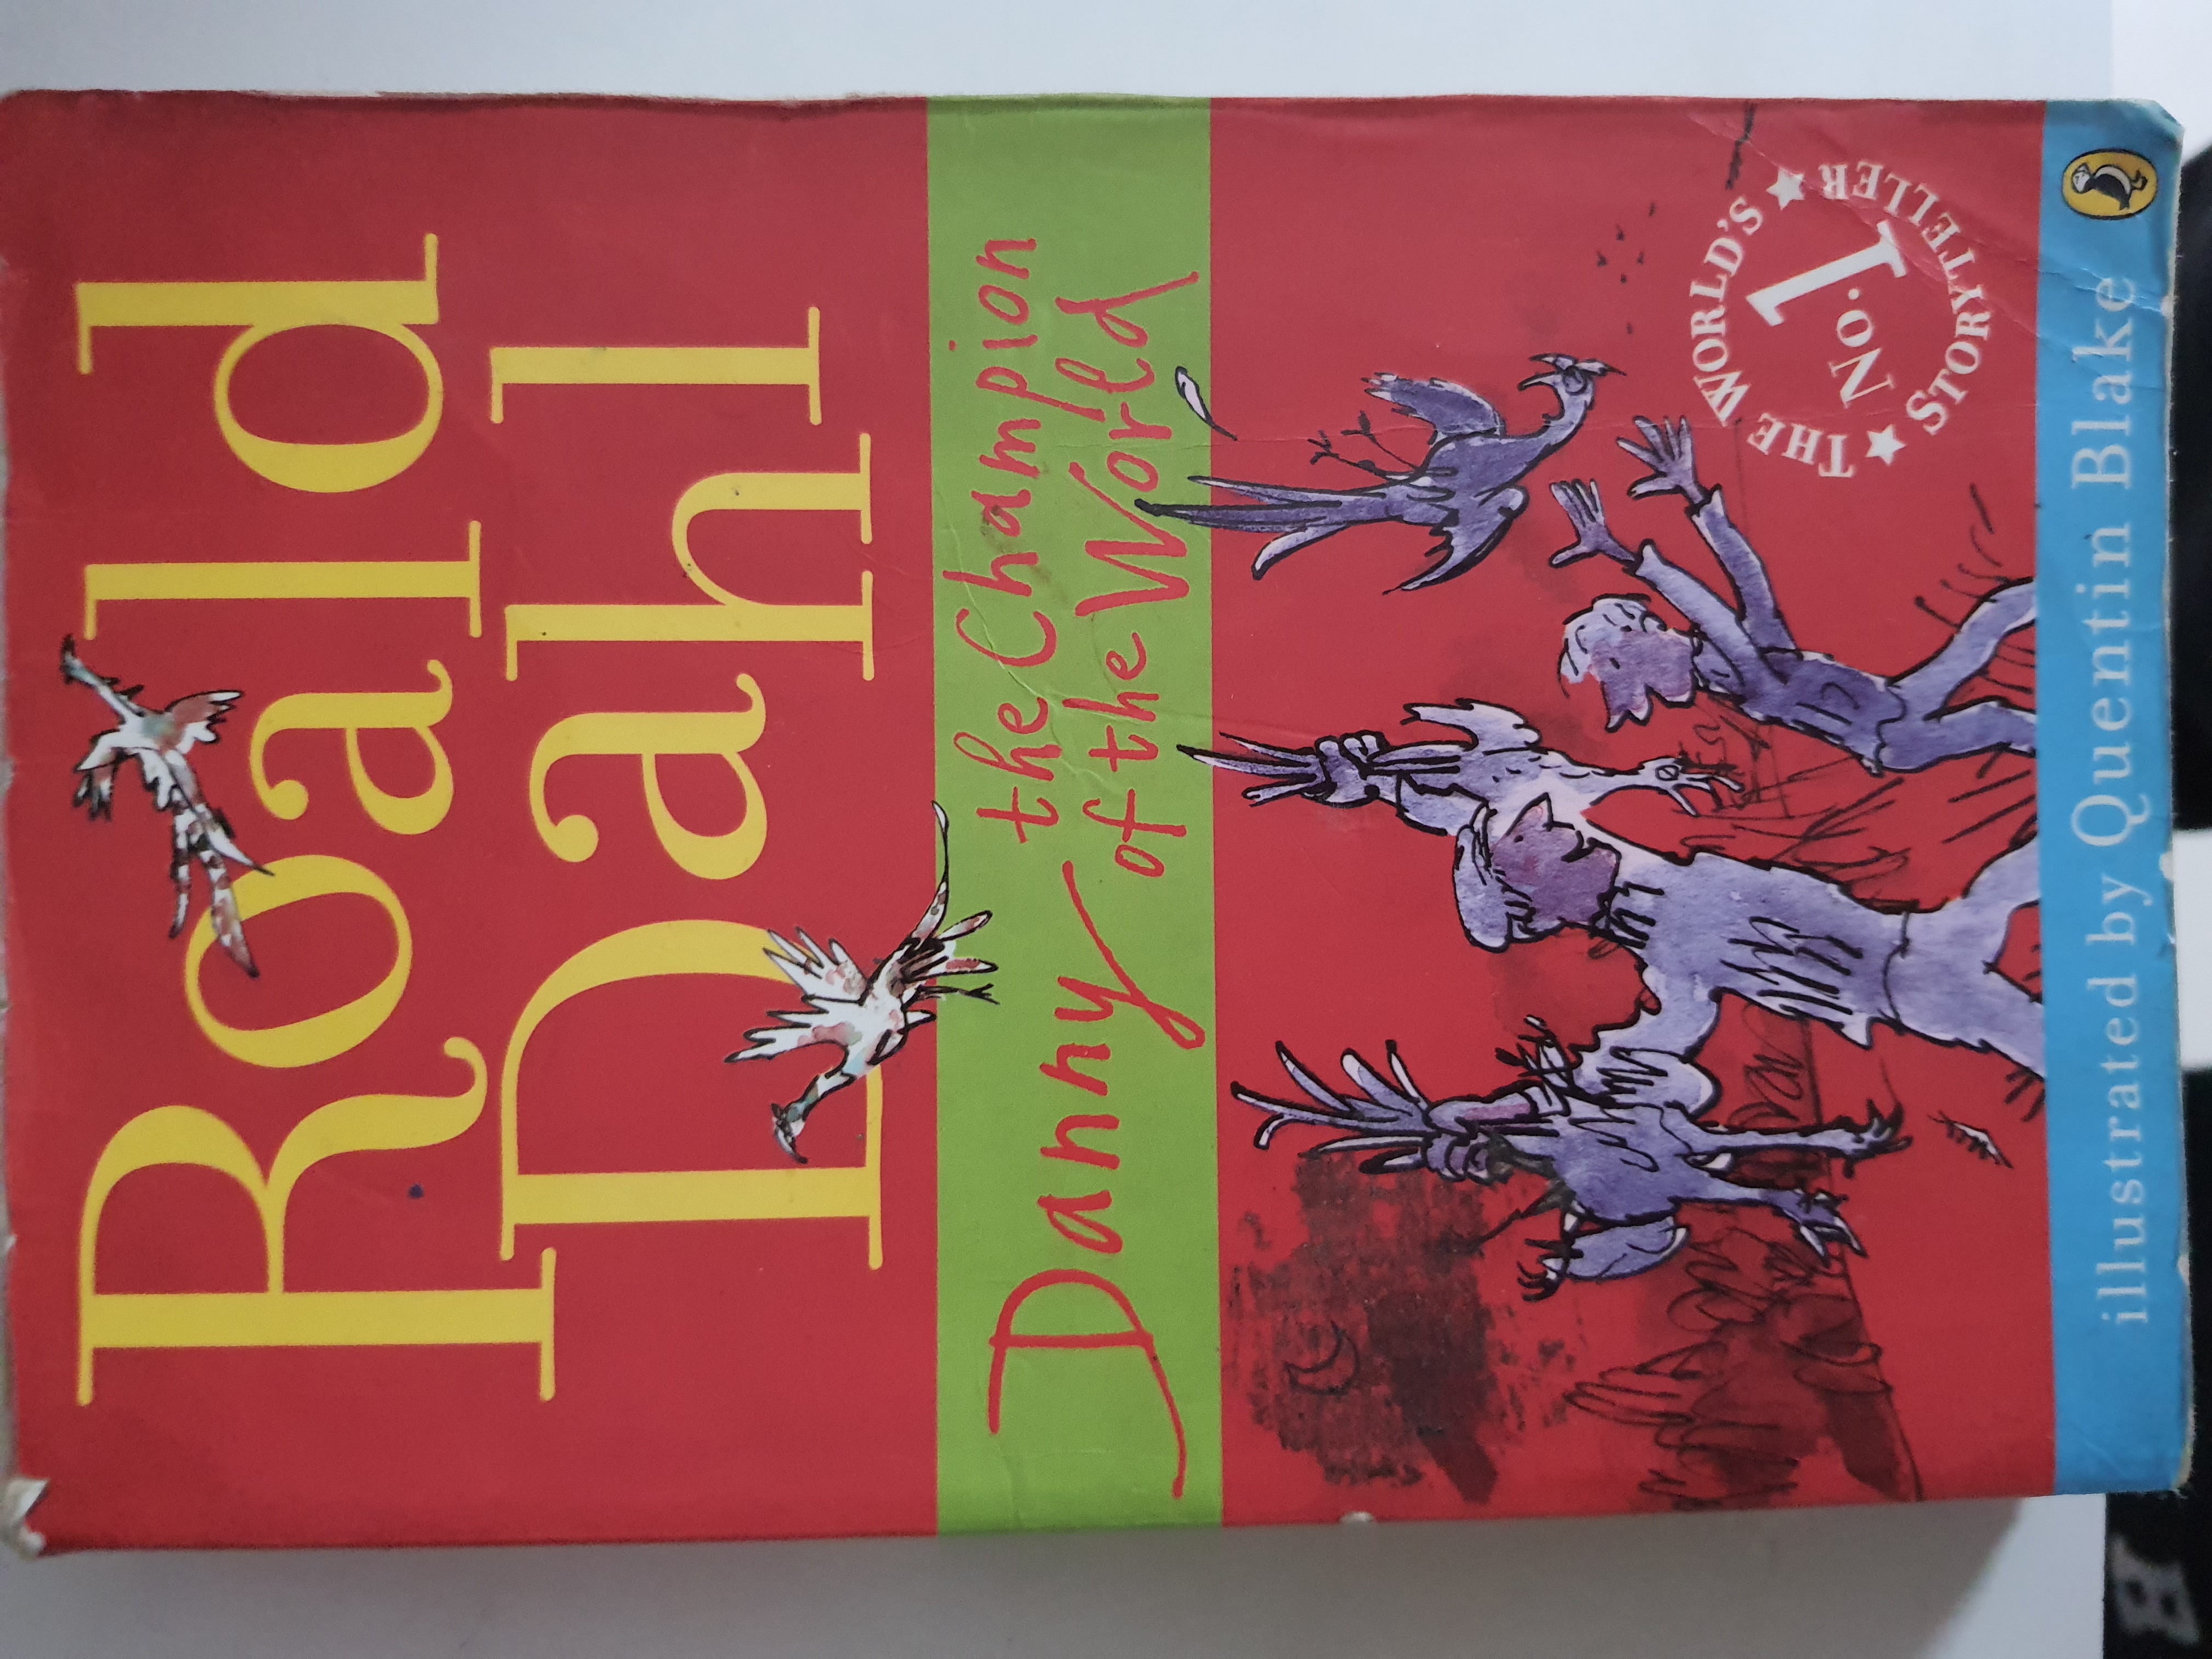 Roald
Dahl
Danny the Champion
of the World
THE WORLD'S
No.1
STORYTELLER
illustrated by Quentin Blake